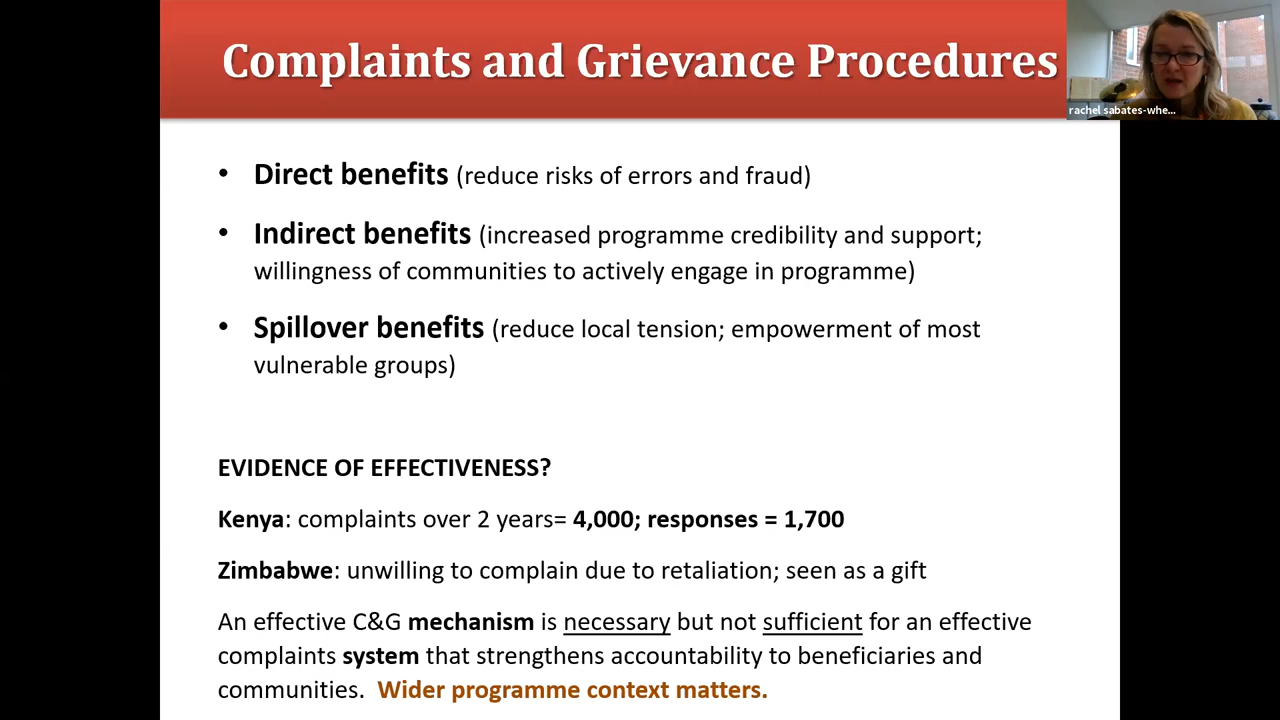 Complaints and Grievance Procedures
rachel sabates-whe...
• Direct benefits (reduce risks of errors and fraud)
• Indirect benefits (increased programme credibility and support;
willingness of communities to actively engage in programme)
• Spillover benefits (reduce local tension; empowerment of most
vulnerable groups)
EVIDENCE OF EFFECTIVENESS?
Kenya: complaints over 2 years= 4,000; responses = 1,700
Zimbabwe: unwilling to complain due to retaliation; seen as a gift
An effective C&G mechanism is necessary but not sufficient for an effective
complaints system that strengthens accountability to beneficiaries and
communities. Wider programme context matters.